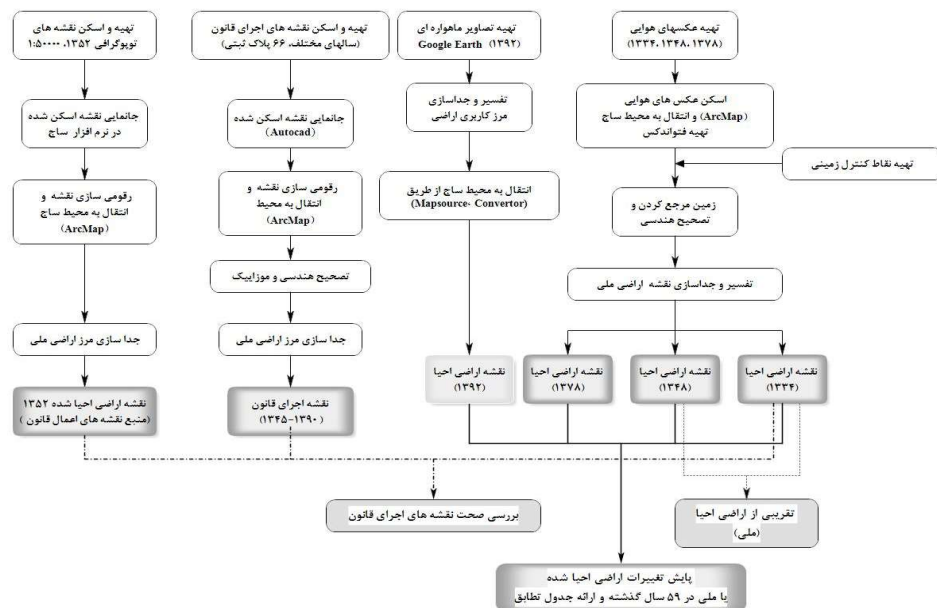 تهیه عکسهای هوایی
(۱۳۳۴، ۱۳۴۸، ۱۳۷۸)
تهیه تصاویر ماهواره ای
Google Earth (۱۳۹۲)
تهیه و اسکن نقشه های اجرای قانون
(سالهای مختلف، ۶۶ پلاک ثبتی)
تهیه و اسکن نقشه های
توپوگرافی ۱۳۵۲، ۱:۵۰۰۰۰
اسکن عکس های هوایی
و انتقال به محیط ساج (ArcMap)
تهیه فتواندکس
تفسیر و جداسازی
مرز کاربری اراضی
جانمایی نقشه اسکن شده
(Autocad)
جانمایی نقشه اسکن شده
در نرم افزار ساج
تهیه نقاط کنترل زمینی
زمین مرجع کردن و
تصحیح هندسی
انتقال به محیط ساج از طریق
(Mapsource- Convertor)
رقومی سازی نقشه و
انتقال به محیط
(ArcMap)
رقومی سازی نقشه و
انتقال به محیط ساج
(ArcMap)
تفسیر و جداسازی نقشه اراضی ملی
تصحیح هندسی و موزاییک
جدا سازی مرز اراضی ملی
جدا سازی مرز اراضی ملی
نقشه اراضی احیا
(۱۳۳۴)
نقشه اراضی احیا
(۱۳۴۸)
نقشه اراضی احیا
(۱۳۷۸)
نقشه اراضی احیا
(۱۳۹۲)
نقشه اجرای قانون
(۱۳۴۵-۱۳۹۰)
نقشه اراضی احیا شده ۱۳۵۲
(منبع نقشه های اعمال قانون)
تقریبی از اراضی احیا
(ملی)
بررسی صحت نقشه های اجرای قانون
پایش تغییرات اراضی احیا شده
یا ملی در ۵۹ سال گذشته و ارائه جدول تطابق